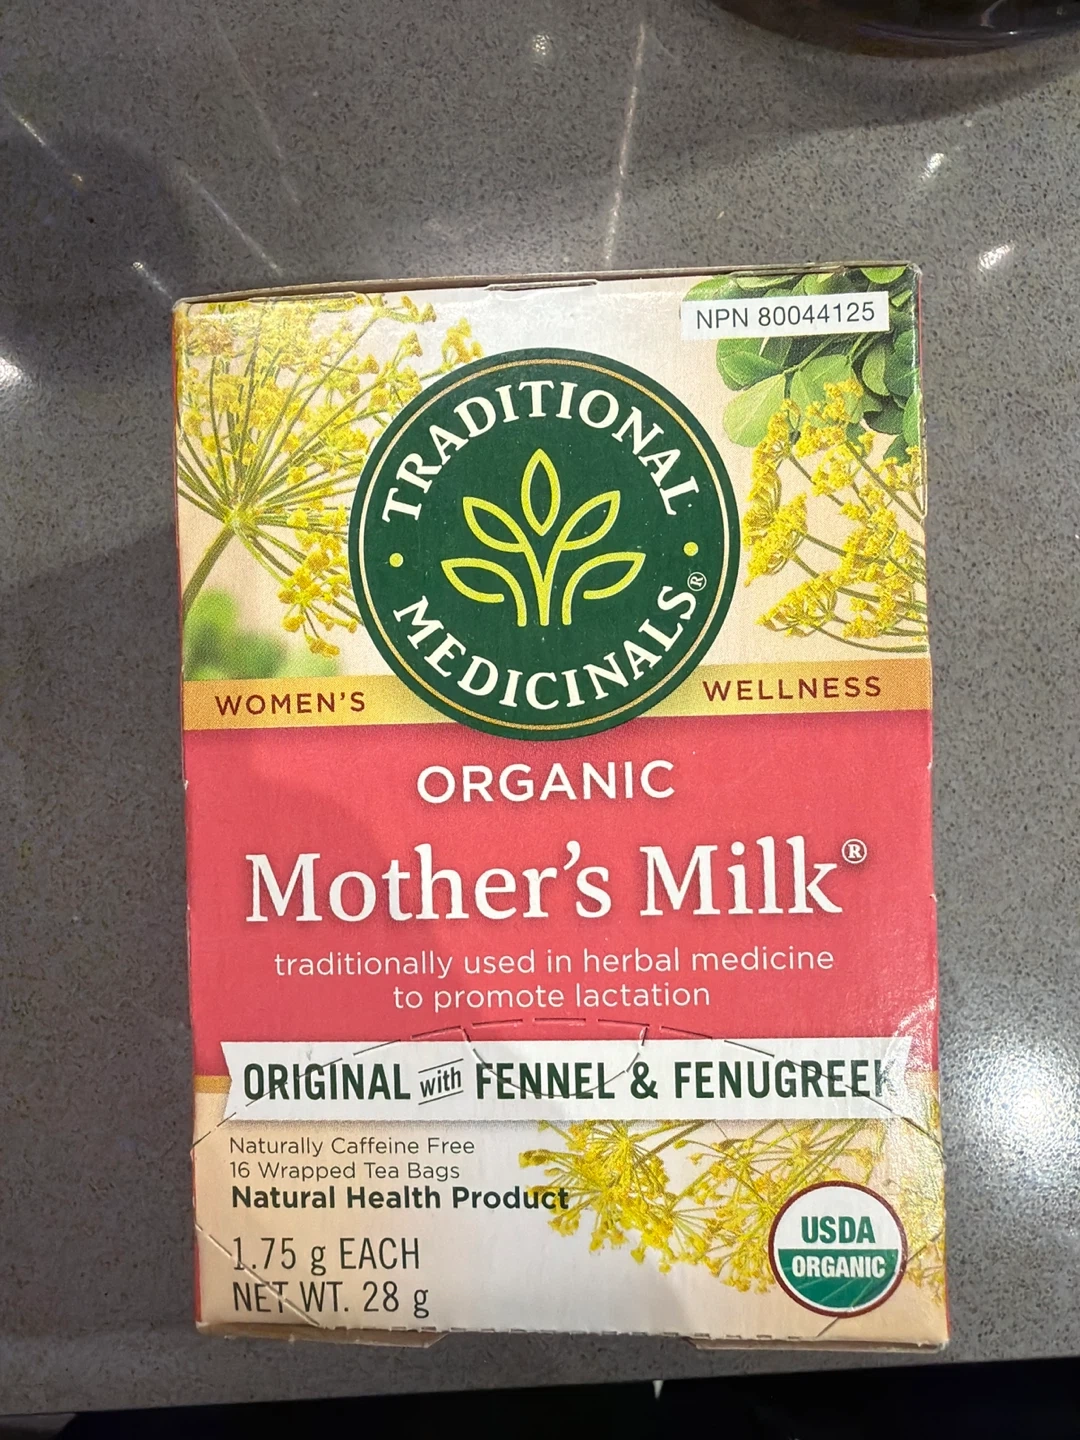 NPN 80044125
TRADITIONAL
MEDICINALS®
WOMEN'S WELLNESS
ORGANIC
Mother's Milk®
traditionally used in herbal medicine
to promote lactation
ORIGINAL with FENNEL & FENUGREEK
Naturally Caffeine Free
16 Wrapped Tea Bags
Natural Health Product
1.75 g EACH
NET WT. 28 g
USDA
ORGANIC